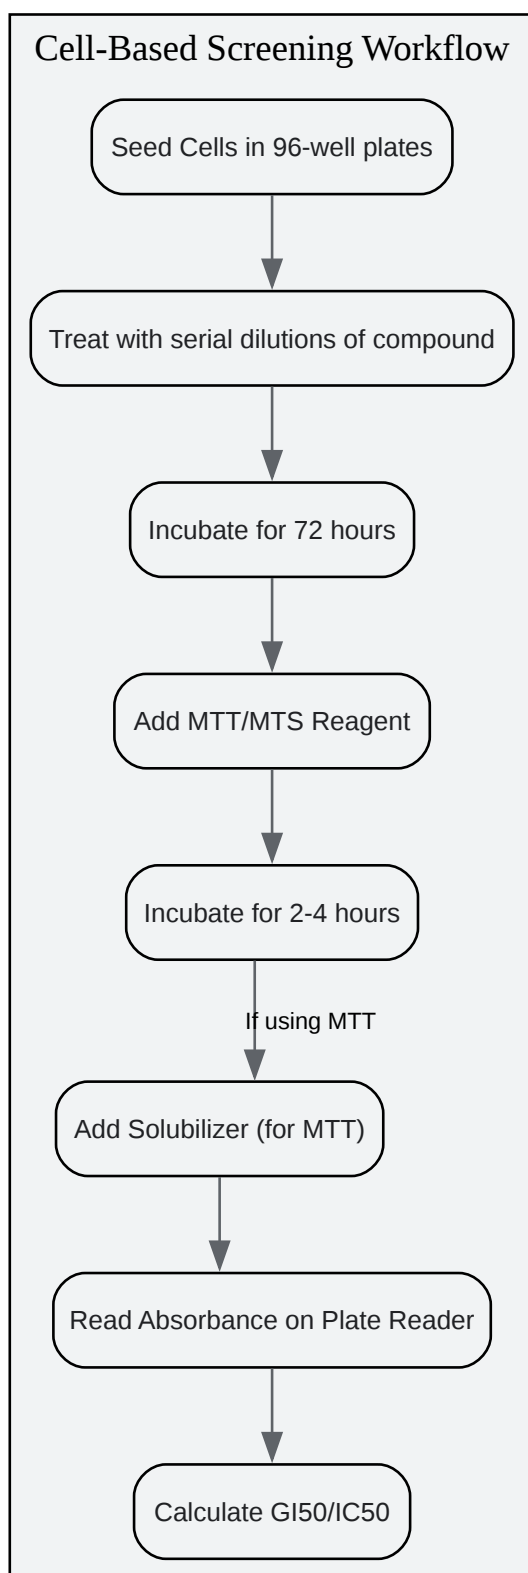 Cell-Based Screening Workflow
Seed Cells in 96-well plates
Treat with serial dilutions of compound
Incubate for 72 hours
Add MTT/MTS Reagent
Incubate for 2-4 hours
If using MTT
Add Solubilizer (for MTT)
Read Absorbance on Plate Reader
Calculate GI50/IC50